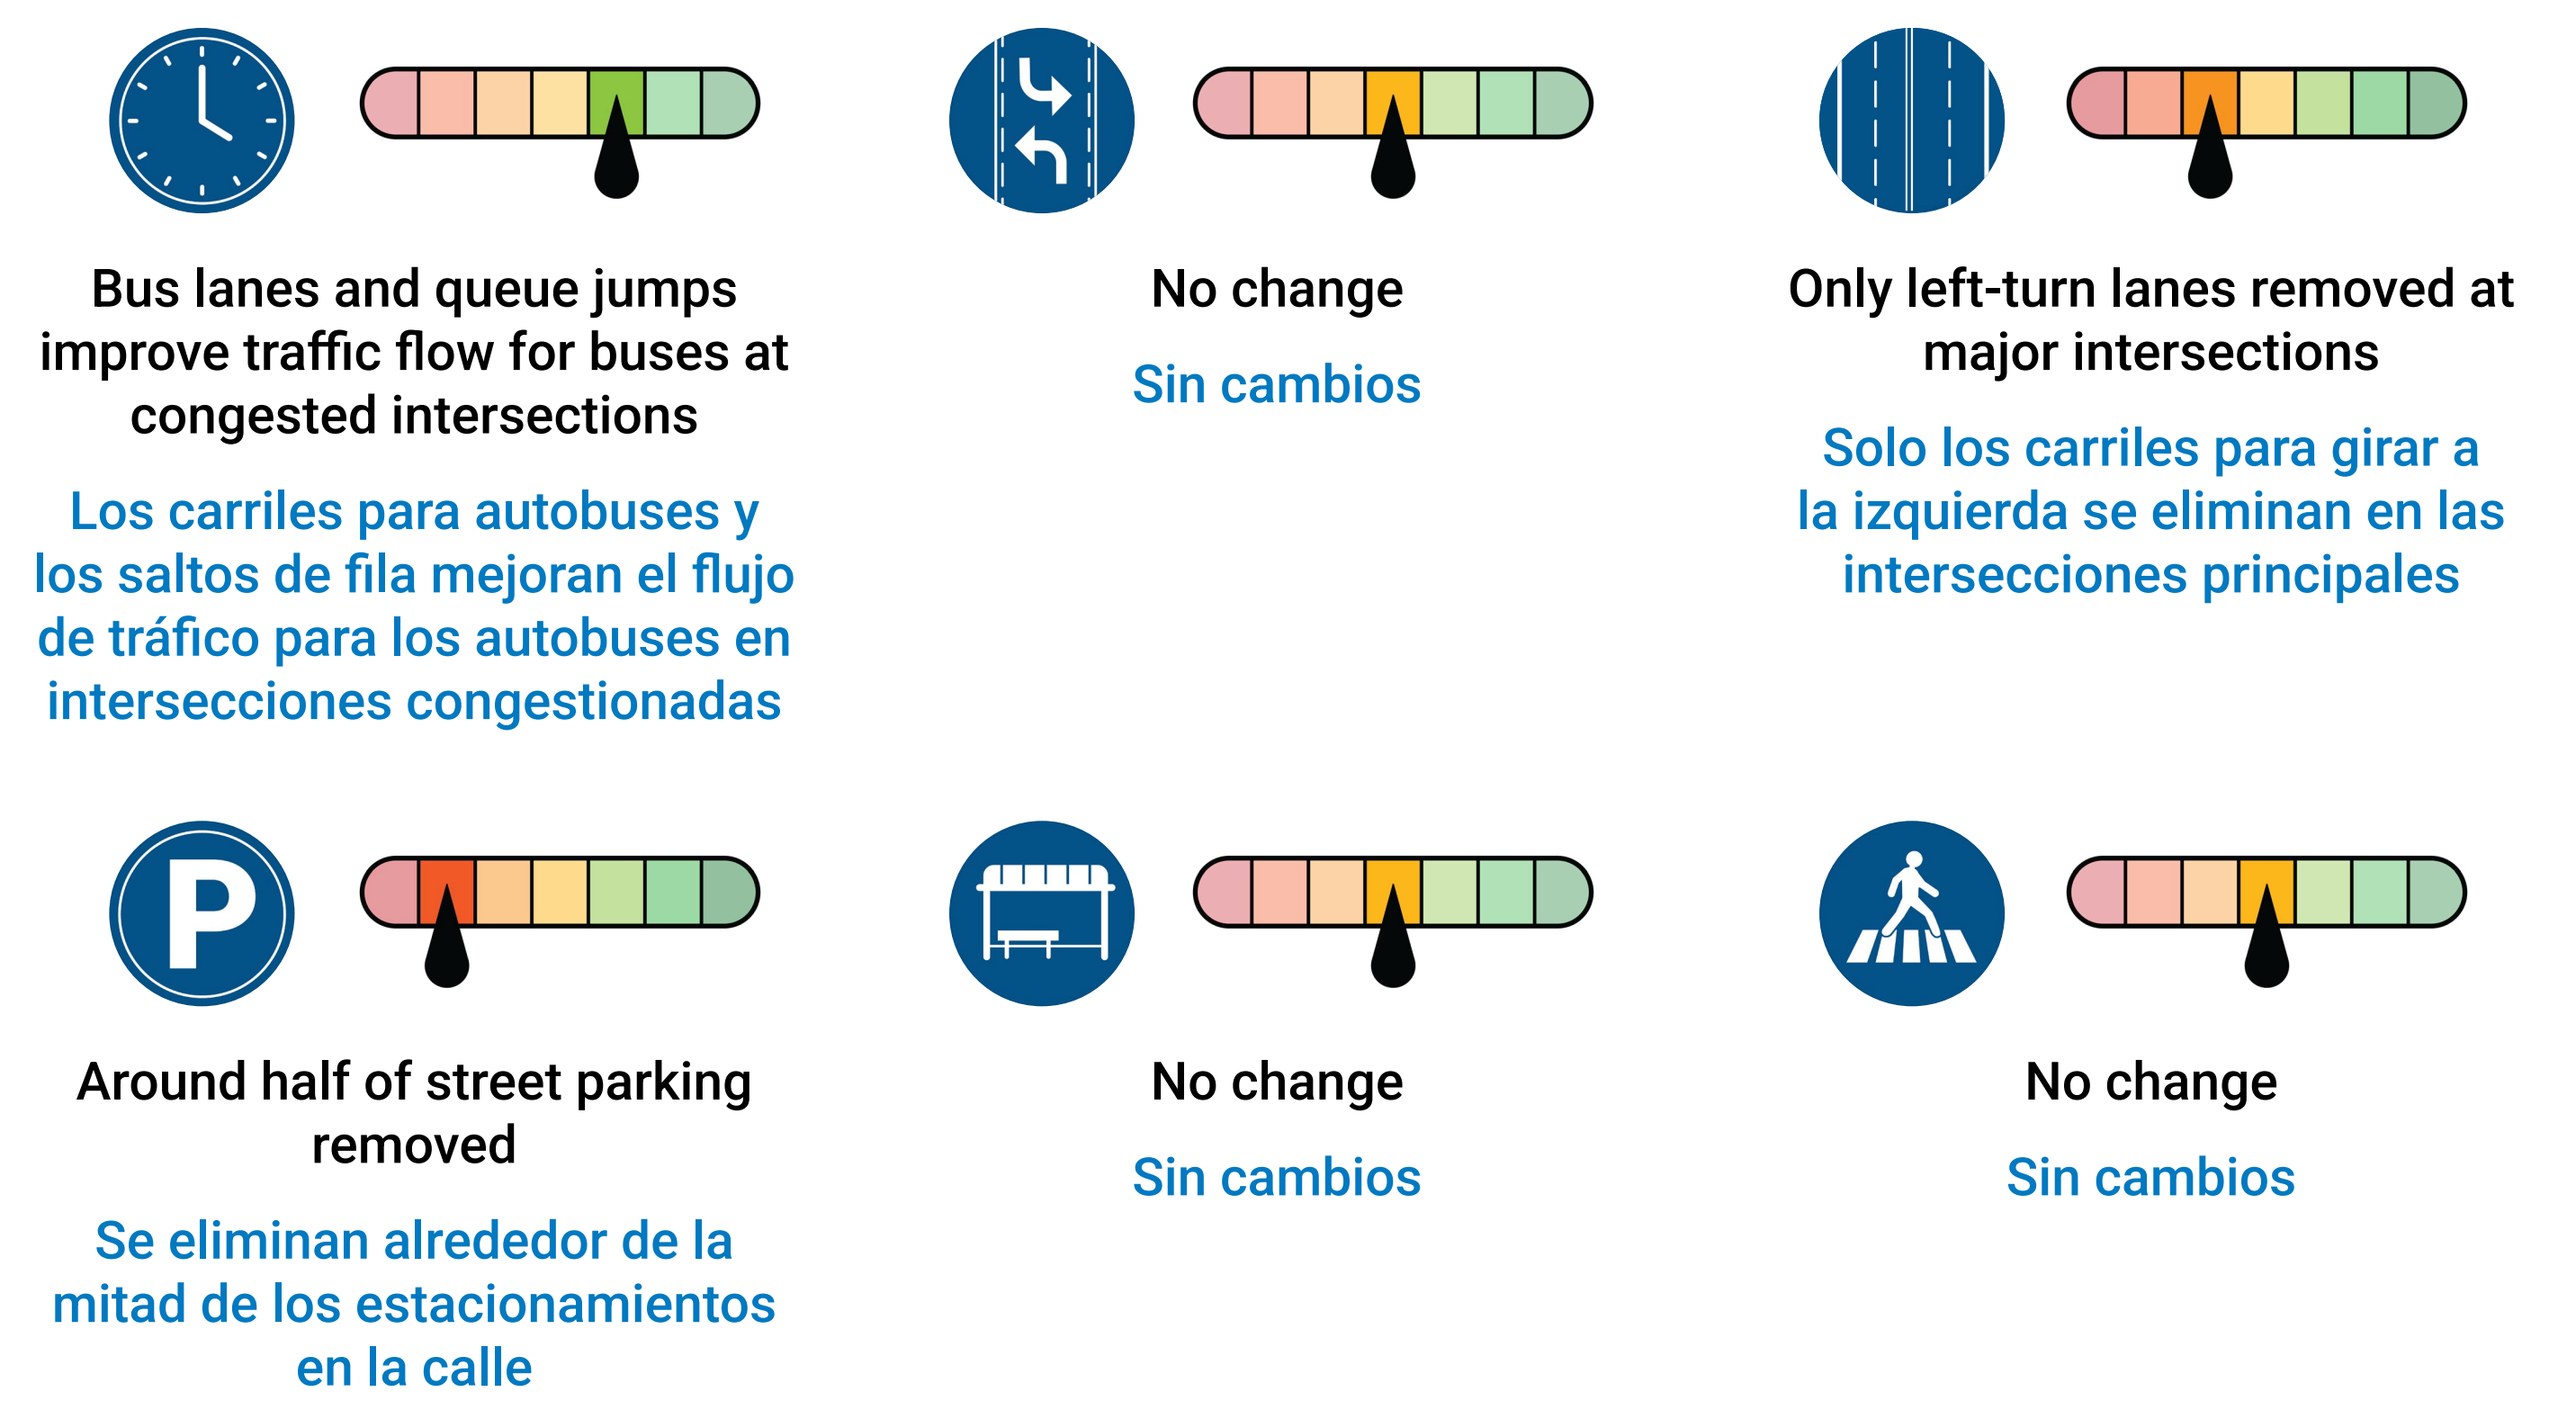 Bus lanes and queue jumps
improve traffic flow for buses at
congested intersections
Los carriles para autobuses y
los saltos de fila mejoran el flujo
de tráfico para los autobuses en
intersecciones congestionadas
No change
Sin cambios
Only left-turn lanes removed at
major intersections
Solo los carriles para girar a
la izquierda se eliminan en las
intersecciones principales
P
Around half of street parking
removed
Se eliminan alrededor de la
mitad de los estacionamientos
en la calle
No change
Sin cambios
No change
Sin cambios